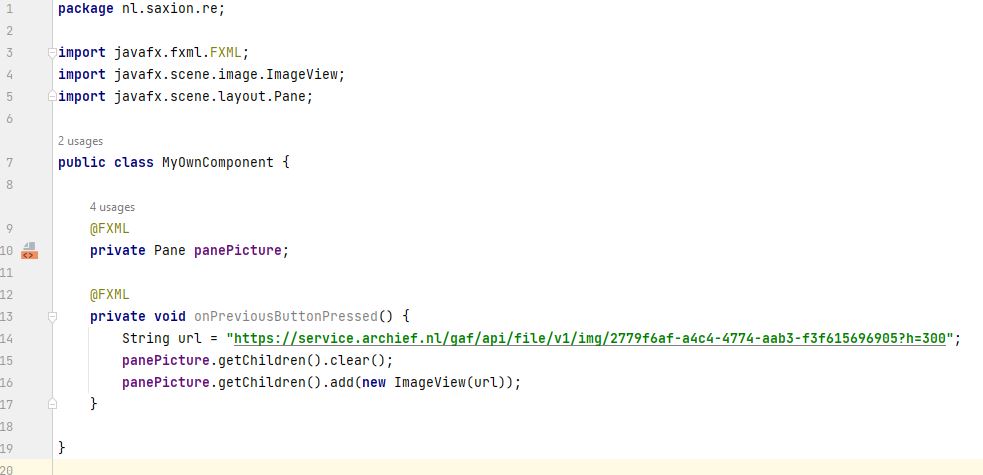 1 package nl.saxion.re;
2
3 import javafx.fxml.FXML;
4 import javafx.scene.image.ImageView;
5 import javafx.scene.layout.Pane;
6
2 usages
7 public class MyOwnComponent {
8
4 usages
9 @FXML
10 private Pane panePicture;
11
12 @FXML
13 private void onPreviousButtonPressed() {
14 String url = "https://service.archief.nl/gaf/api/file/v1/img/2779f6af-a4c4-4774-aab3-f3f615696905?h=300";
15 panePicture.getChildren().clear();
16 panePicture.getChildren().add(new ImageView(url));
17 }
18
19 }
20